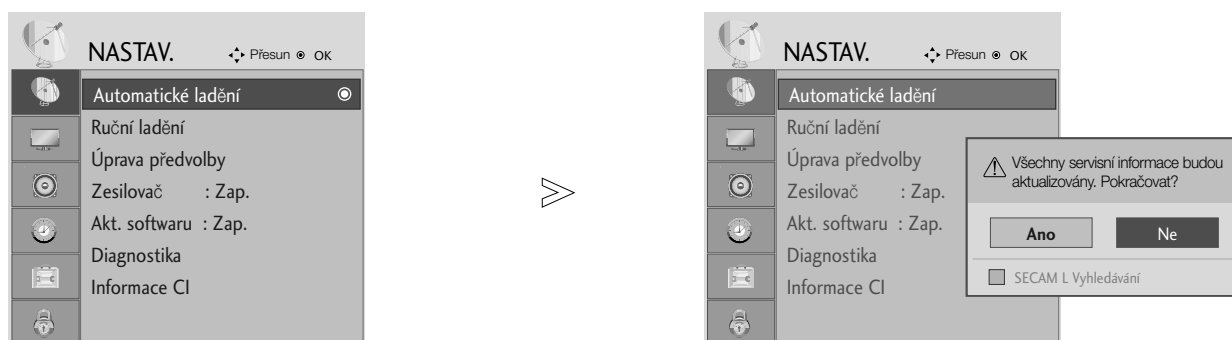 NASTAV. Přesun OK
Automatické ladění
Ruční ladění
Úprava předvolby
Zesilovač : Zap.
Akt. softwaru : Zap.
Diagnostika
Informace CI
NASTAV. Přesun OK
Automatické ladění
Ruční ladění
Úprava předvolby
Zesilovač : Zap.
Akt. softwaru : Zap.
Diagnostika
Informace CI
Všechny servisní informace budou
aktualizovány. Pokračovat?
Ano Ne
SECAM L Vyhledávání